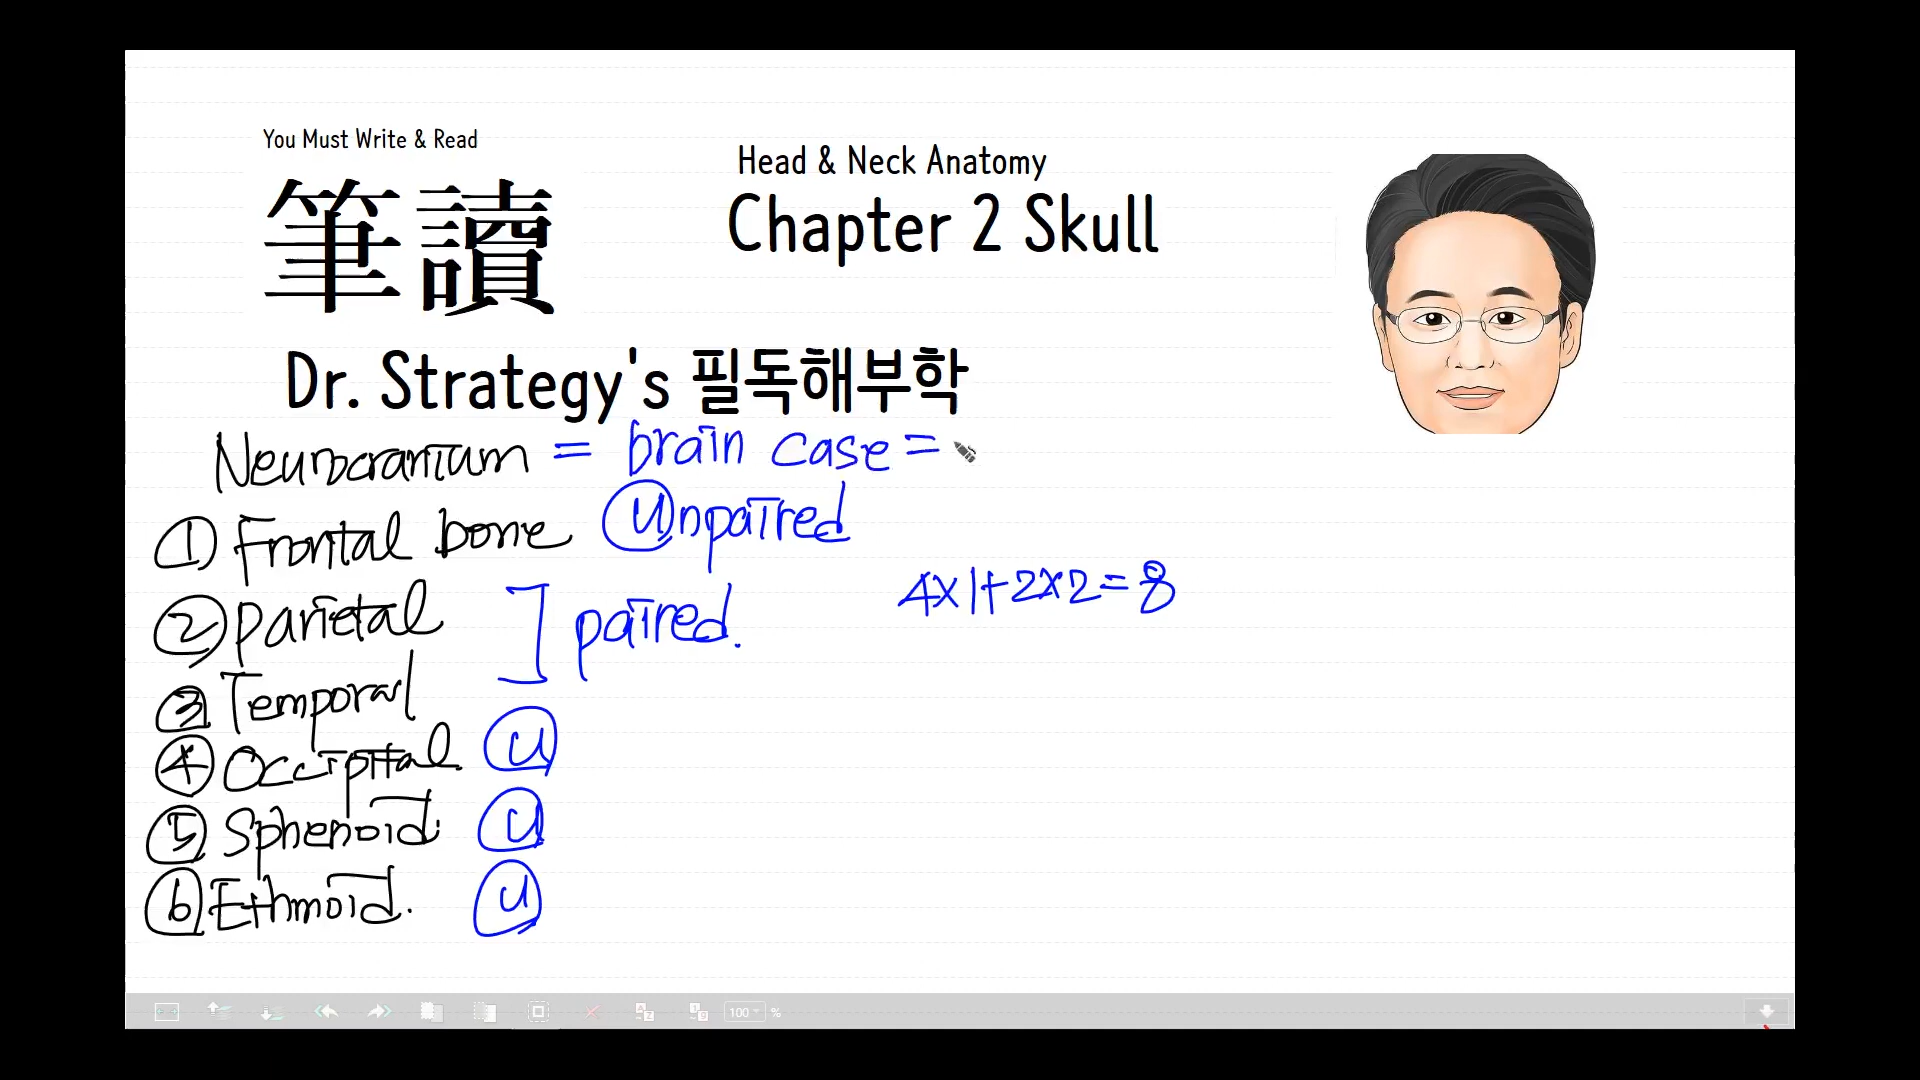 You Must Write & Read
筆讀
Head & Neck Anatomy
Chapter 2 Skull
Dr. Strategy's 필독해부학
Neurocranium = brain case =
① Frontal bone Ⓤnpaired
② parietal ] paired.
4x1+2x2=8
③ Temporal
④ Occipital. Ⓤ
⑤ Sphenoid. Ⓤ
⑥ Ethmoid. Ⓤ
100 %